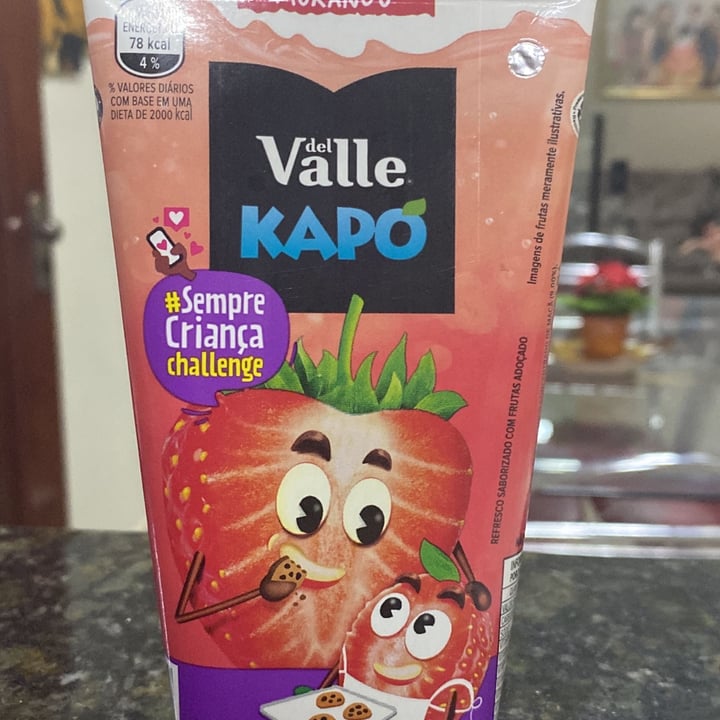 MORANGO
78 kcal
4 %
% VALORES DIÁRIOS
COM BASE EM UMA
DIETA DE 2000 kcal
del
Valle
KAPO
#Sempre
Criança
challenge
Imagens de frutas meramente ilustrativas.
REFRESCO SABORIZADO COM FRUTAS ADOÇADO